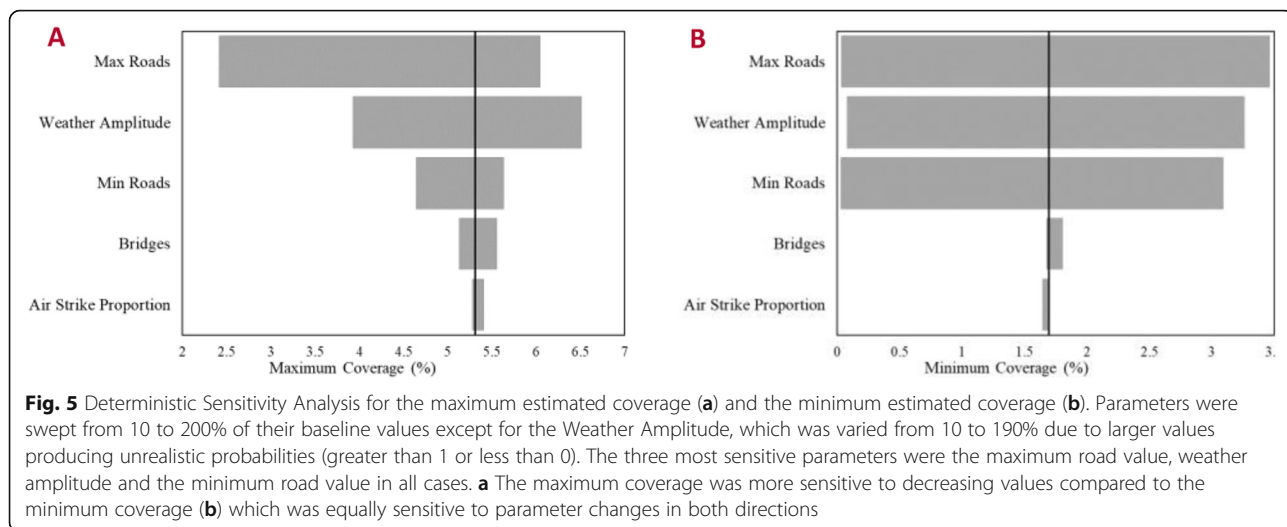 A
Max Roads
Weather Amplitude
Min Roads
Bridges
Air Strike Proportion
2 2.5 3 3.5 4 4.5 5 5.5 6 6.5 7
Maximum Coverage (%)
B
Max Roads
Weather Amplitude
Min Roads
Bridges
Air Strike Proportion
0 0.5 1 1.5 2 2.5 3 3.
Minimum Coverage (%)
Fig. 5 Deterministic Sensitivity Analysis for the maximum estimated coverage (a) and the minimum estimated coverage (b). Parameters were
swept from 10 to 200% of their baseline values except for the Weather Amplitude, which was varied from 10 to 190% due to larger values
producing unrealistic probabilities (greater than 1 or less than 0). The three most sensitive parameters were the maximum road value, weather
amplitude and the minimum road value in all cases. a The maximum coverage was more sensitive to decreasing values compared to the
minimum coverage (b) which was equally sensitive to parameter changes in both directions